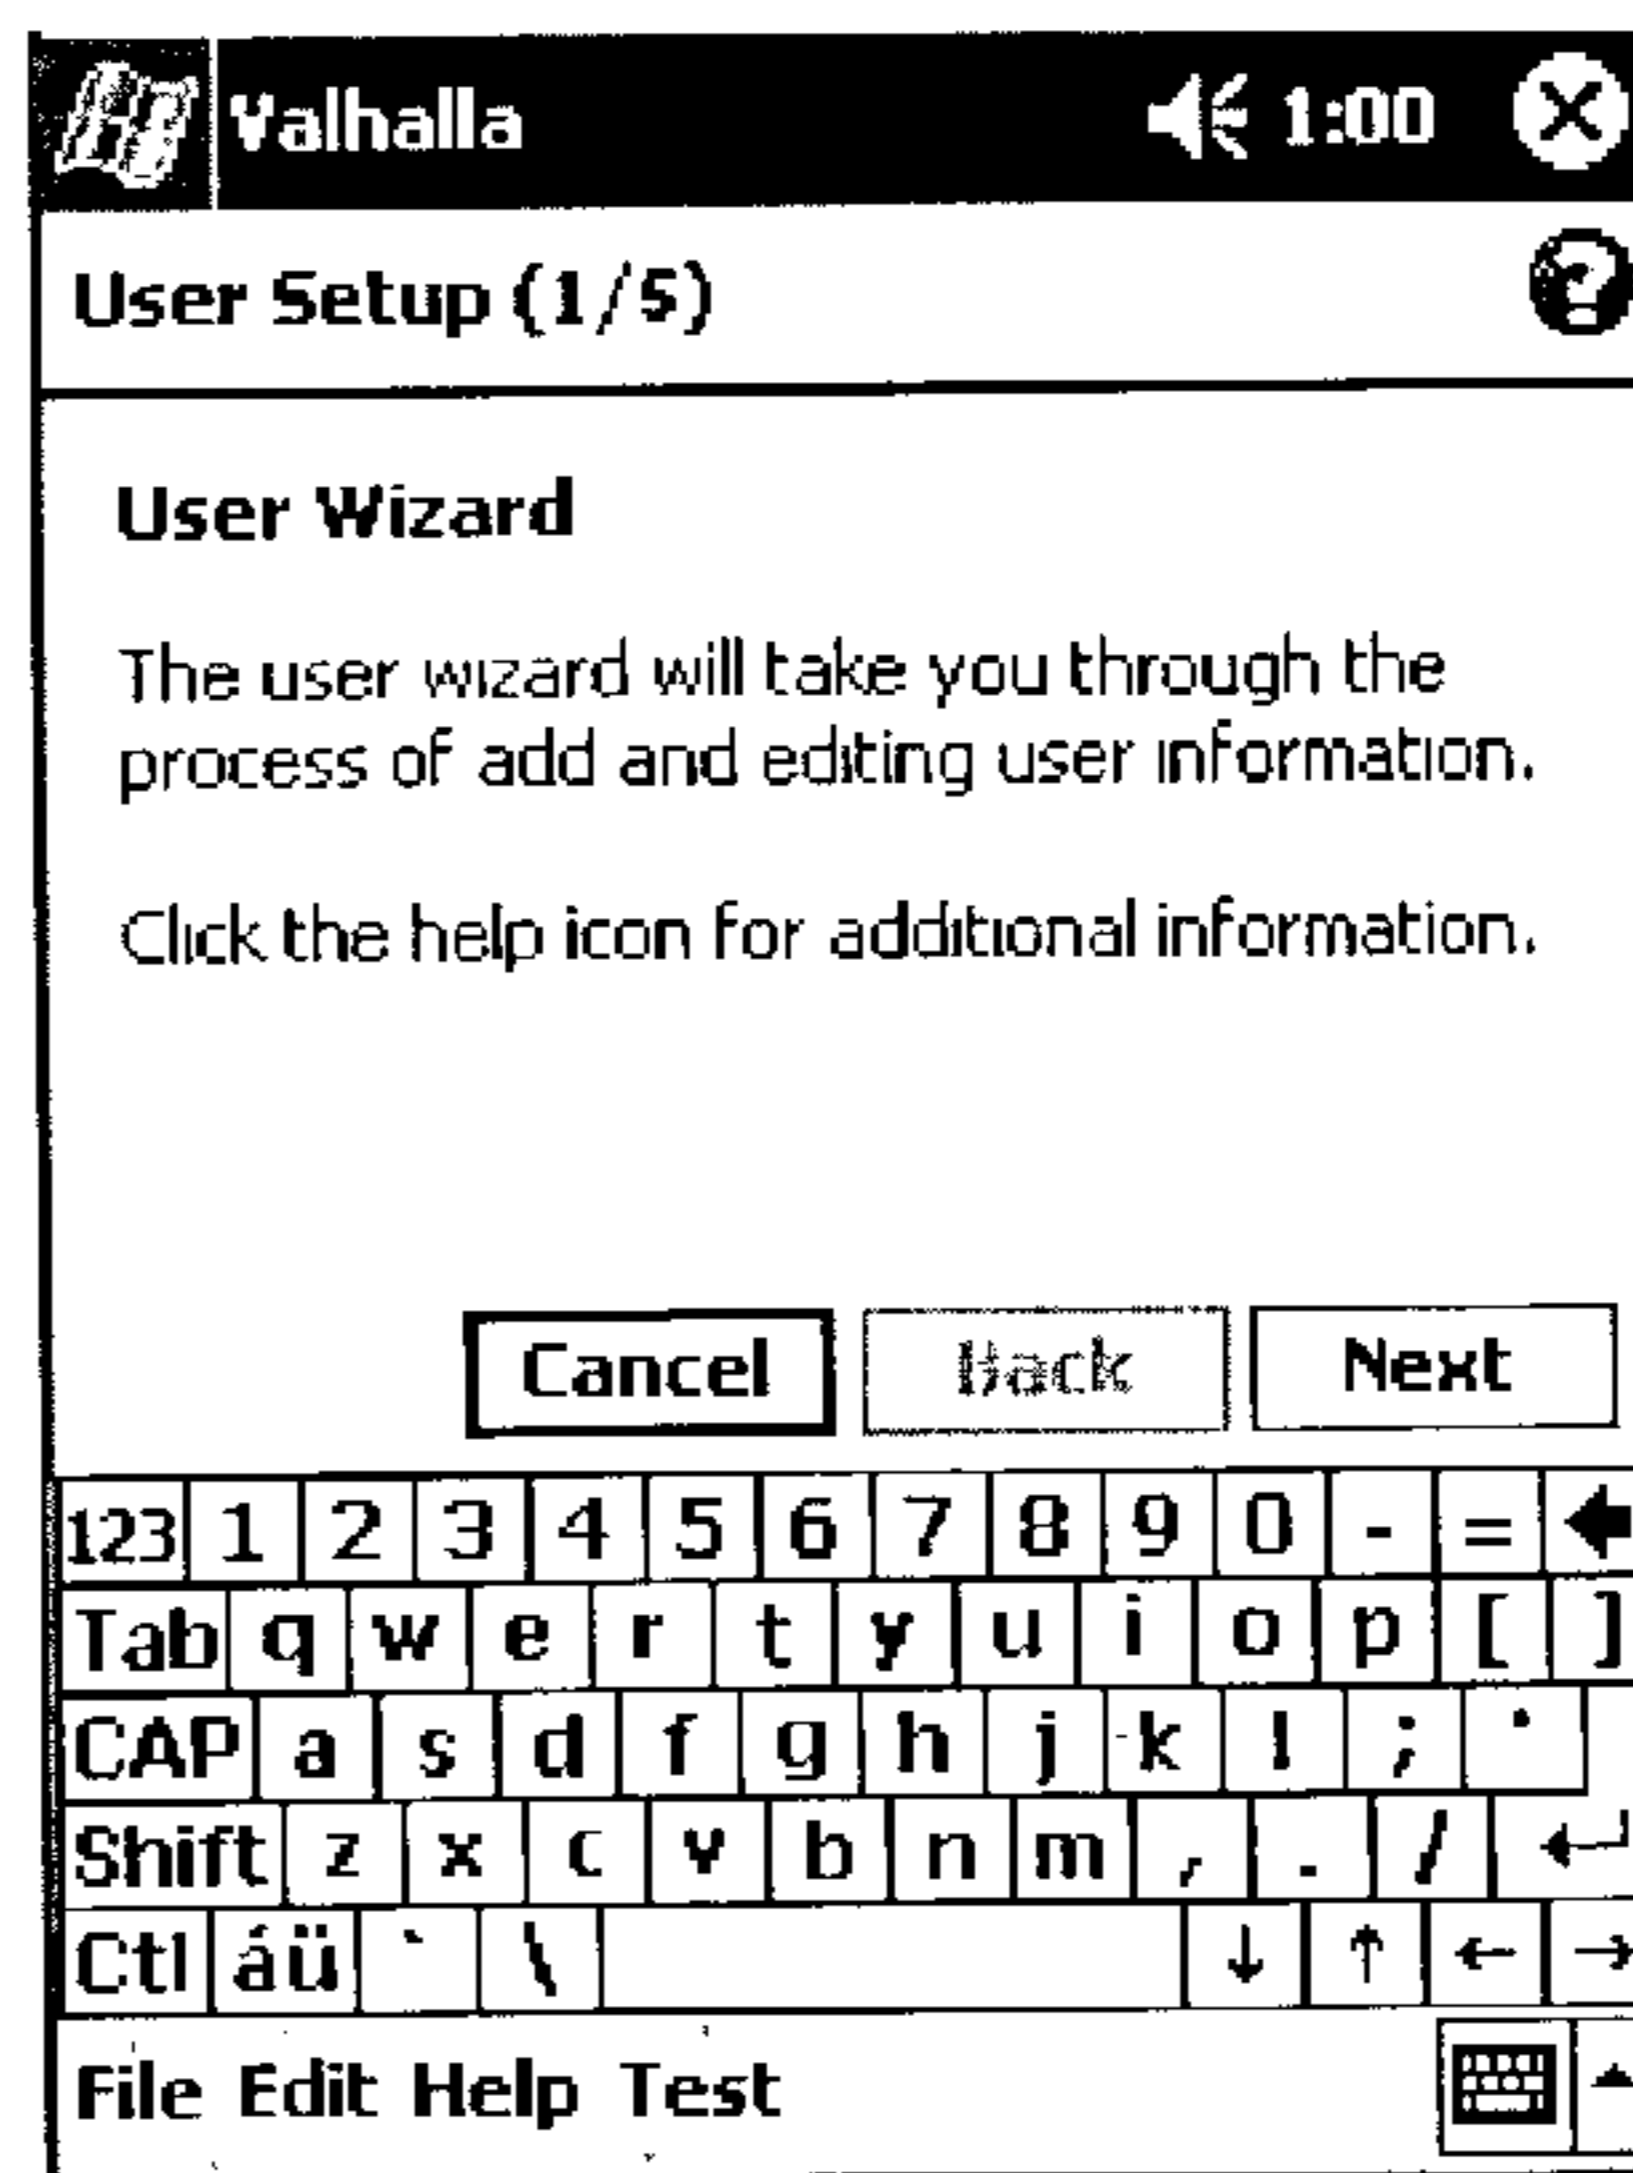 Valhalla 1:00
User Setup (1/5)
User Wizard
The user wizard will take you through the
process of add and editing user information.
Click the help icon for additional information.
Cancel Back Next
123 1 2 3 4 5 6 7 8 9 0 - =
Tab q w e r t y u i o p [ ]
CAP a s d f g h j k l ; '
Shift z x c v b n m , . /
Ctl áü ` \ ↓ ↑ ← →
File Edit Help Test